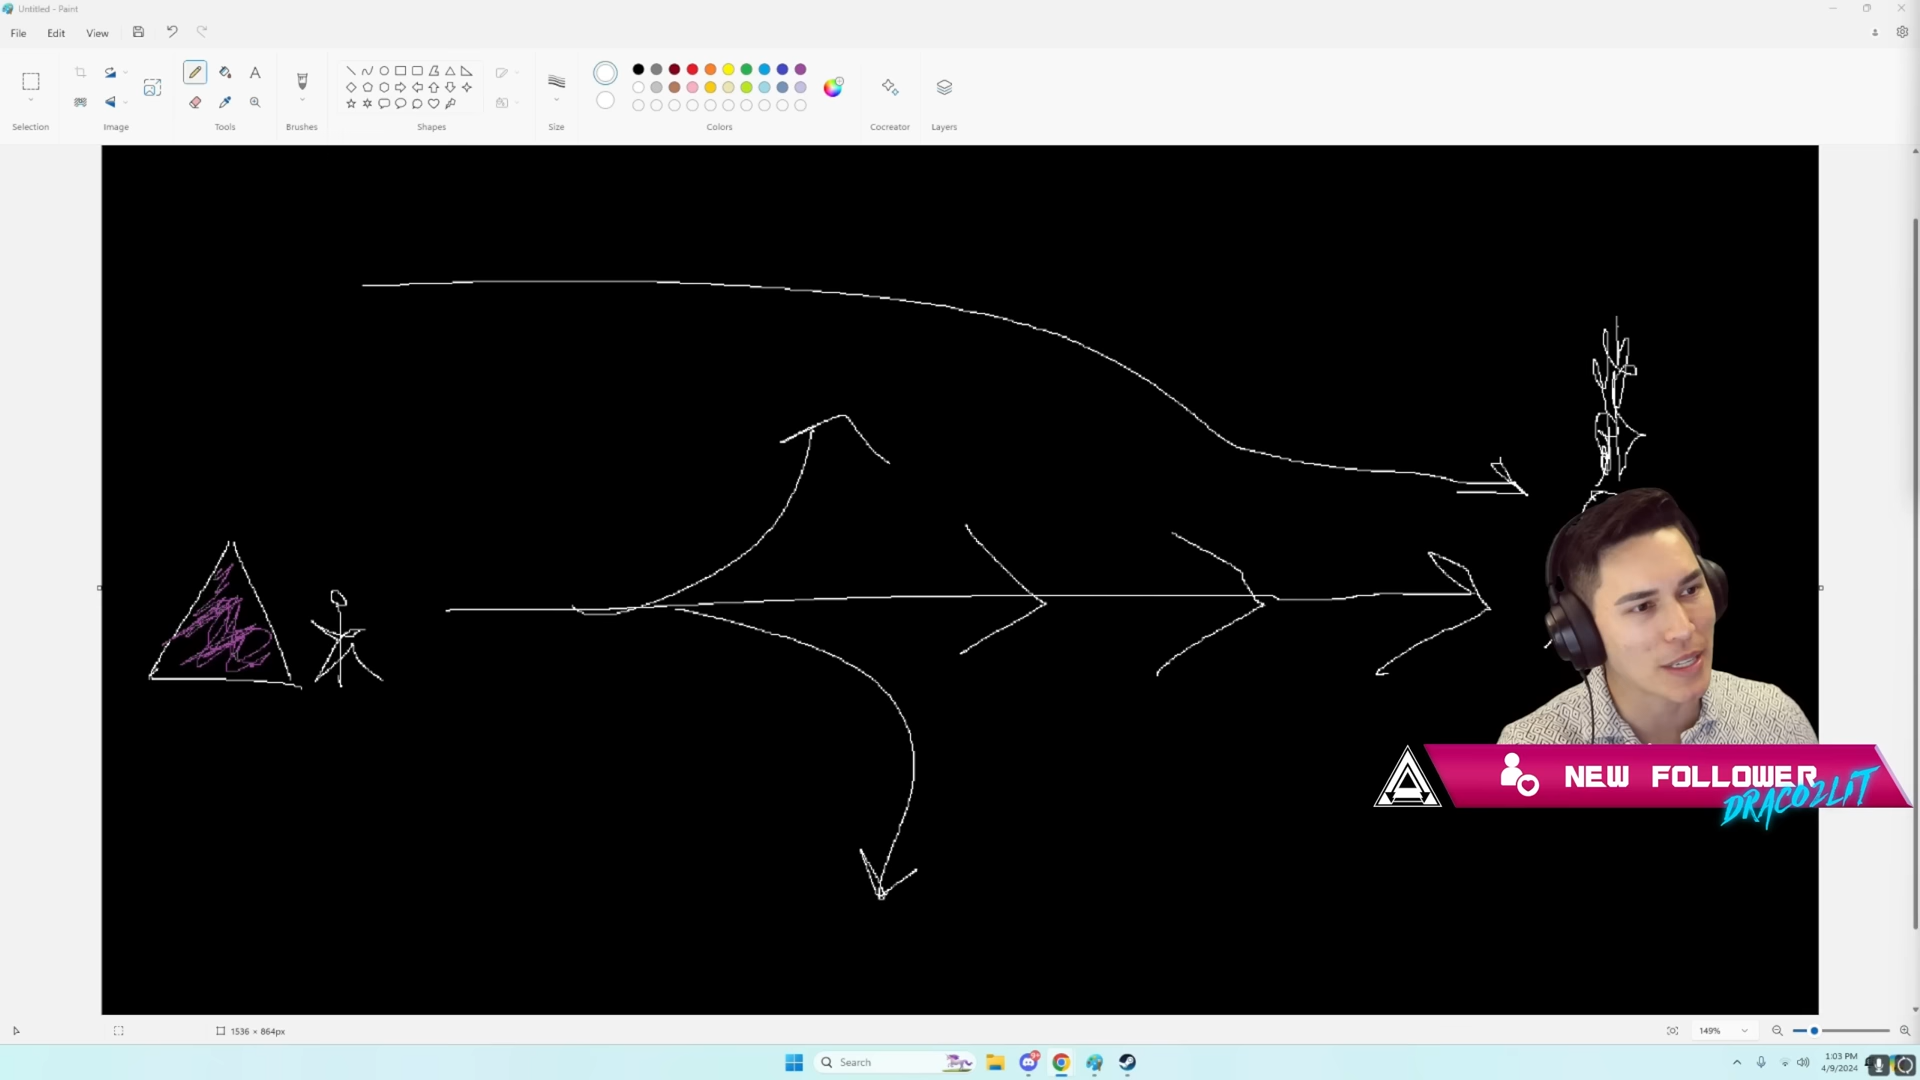 Untitled - Paint
File Edit View
Selection Image Tools Brushes Shapes Size Colors Cocreator Layers
NEW FOLLOWER
DRACO2LIT
1536 × 864px
149%
Search
1:03 PM
4/9/2024